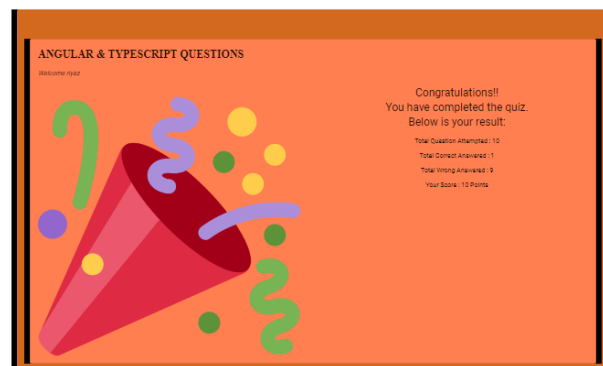 ANGULAR & TYPESCRIPT QUESTIONS
Welcome riyaz
Congratulations!!
You have completed the quiz.
Below is your result:
Total Question Attempted : 10
Total Correct Answered : 1
Total Wrong Answered : 9
Your Score : 10 Points